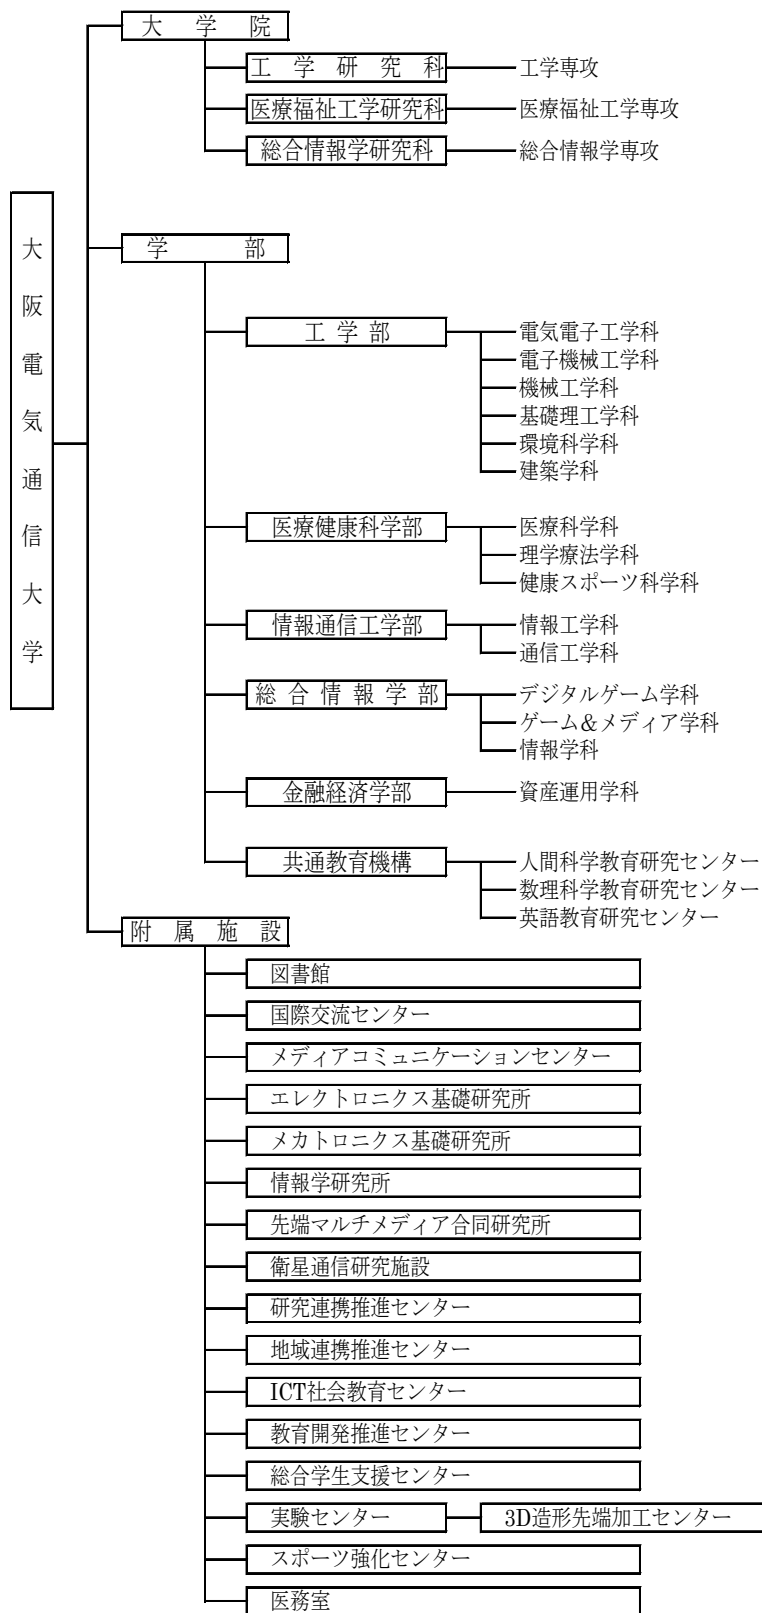 大阪電気通信大学
大学院
工学研究科 工学専攻
医療福祉工学研究科 医療福祉工学専攻
総合情報学研究科 総合情報学専攻
学部
工学部 電気電子工学科
電子機械工学科
機械工学科
基礎理工学科
環境科学科
建築学科
医療健康科学部 医療科学科
理学療法学科
健康スポーツ科学科
情報通信工学部 情報工学科
通信工学科
総合情報学部 デジタルゲーム学科
ゲーム&メディア学科
情報学科
金融経済学部 資産運用学科
共通教育機構 人間科学教育研究センター
数理科学教育研究センター
英語教育研究センター
附属施設
図書館
国際交流センター
メディアコミュニケーションセンター
エレクトロニクス基礎研究所
メカトロニクス基礎研究所
情報学研究所
先端マルチメディア合同研究所
衛星通信研究施設
研究連携推進センター
地域連携推進センター
ICT社会教育センター
教育開発推進センター
総合学生支援センター
実験センター 3D造形先端加工センター
スポーツ強化センター
医務室